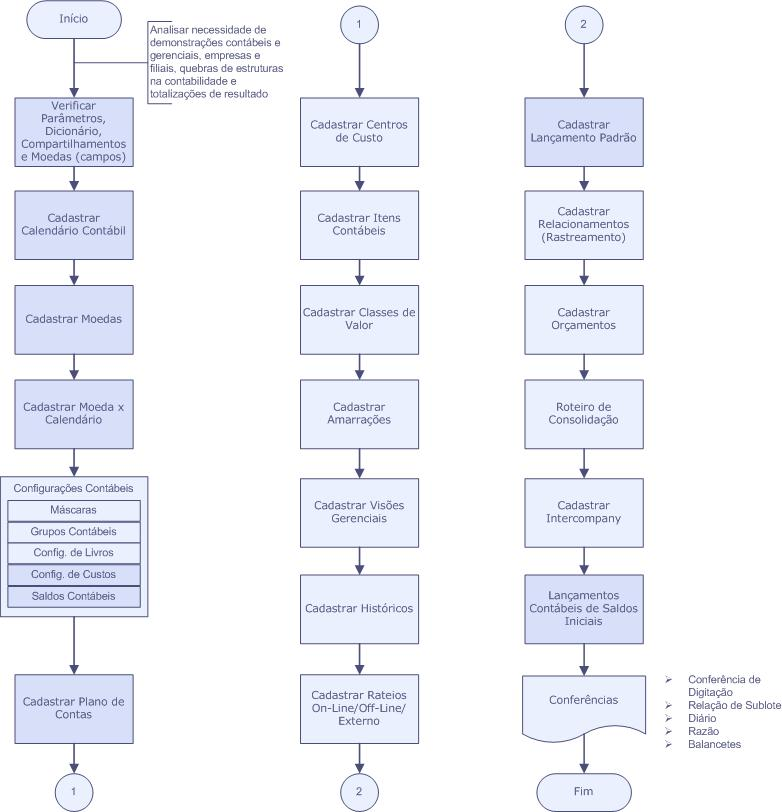 Início
Analisar necessidade de
demonstrações contábeis e
gerenciais, empresas e
filiais, quebras de estruturas
na contabilidade e
totalizações de resultado
Verificar
Parâmetros,
Dicionário,
Compartilhamentos
e Moedas (campos)
Cadastrar
Calendário Contábil
Cadastrar Moedas
Cadastrar Moeda x
Calendário
Configurações Contábeis
Máscaras
Grupos Contábeis
Config. de Livros
Config. de Custos
Saldos Contábeis
Cadastrar Plano de
Contas
1
1
Cadastrar Centros
de Custo
Cadastrar Itens
Contábeis
Cadastrar Classes de
Valor
Cadastrar
Amarrações
Cadastrar Visões
Gerenciais
Cadastrar Históricos
Cadastrar Rateios
On-Line/Off-Line/
Externo
2
2
Cadastrar
Lançamento Padrão
Cadastrar
Relacionamentos
(Rastreamento)
Cadastrar
Orçamentos
Roteiro de
Consolidação
Cadastrar
Intercompany
Lançamentos
Contábeis de Saldos
Iniciais
Conferências
Conferência de
Digitação
Relação de Sublote
Diário
Razão
Balancetes
Fim